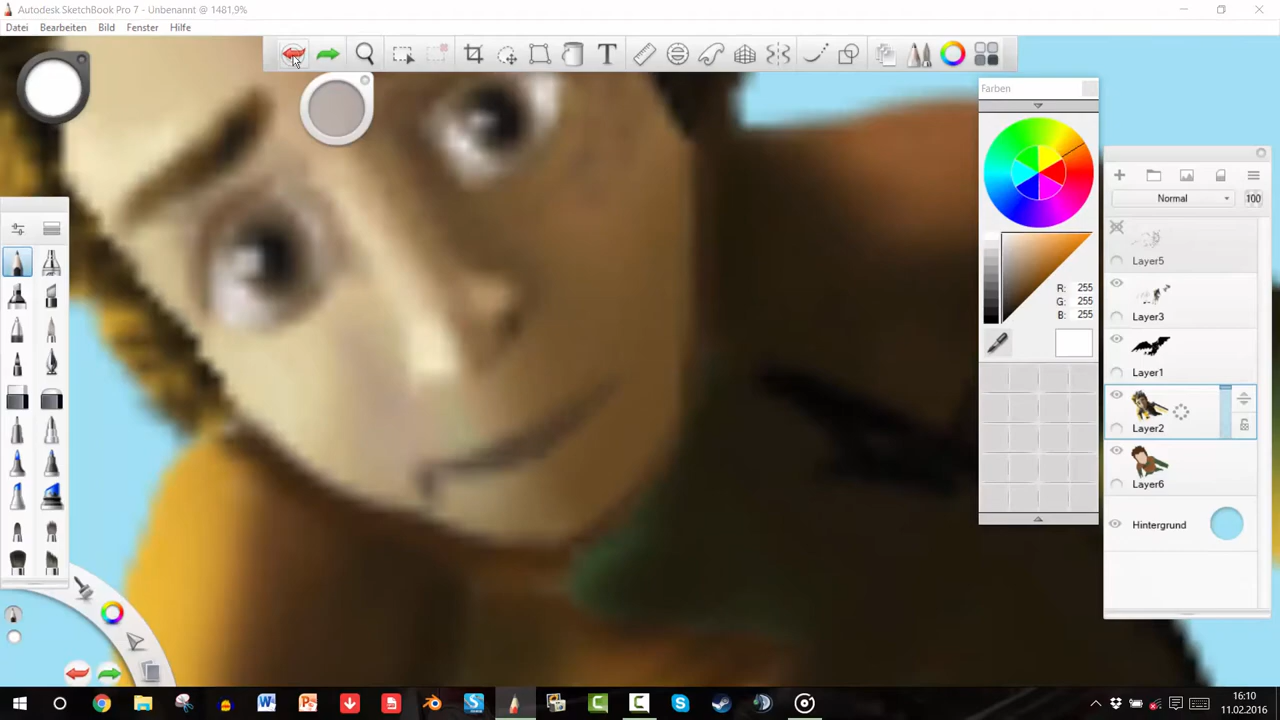 Autodesk SketchBook Pro 7 - Unbenannt @ 1481,9%
Datei Bearbeiten Bild Fenster Hilfe
T
Farben
Normal 100
Layer5
R: 255
G: 255
B: 255
Layer3
Layer1
Layer2
Layer6
Hintergrund
16:10
11.02.2016